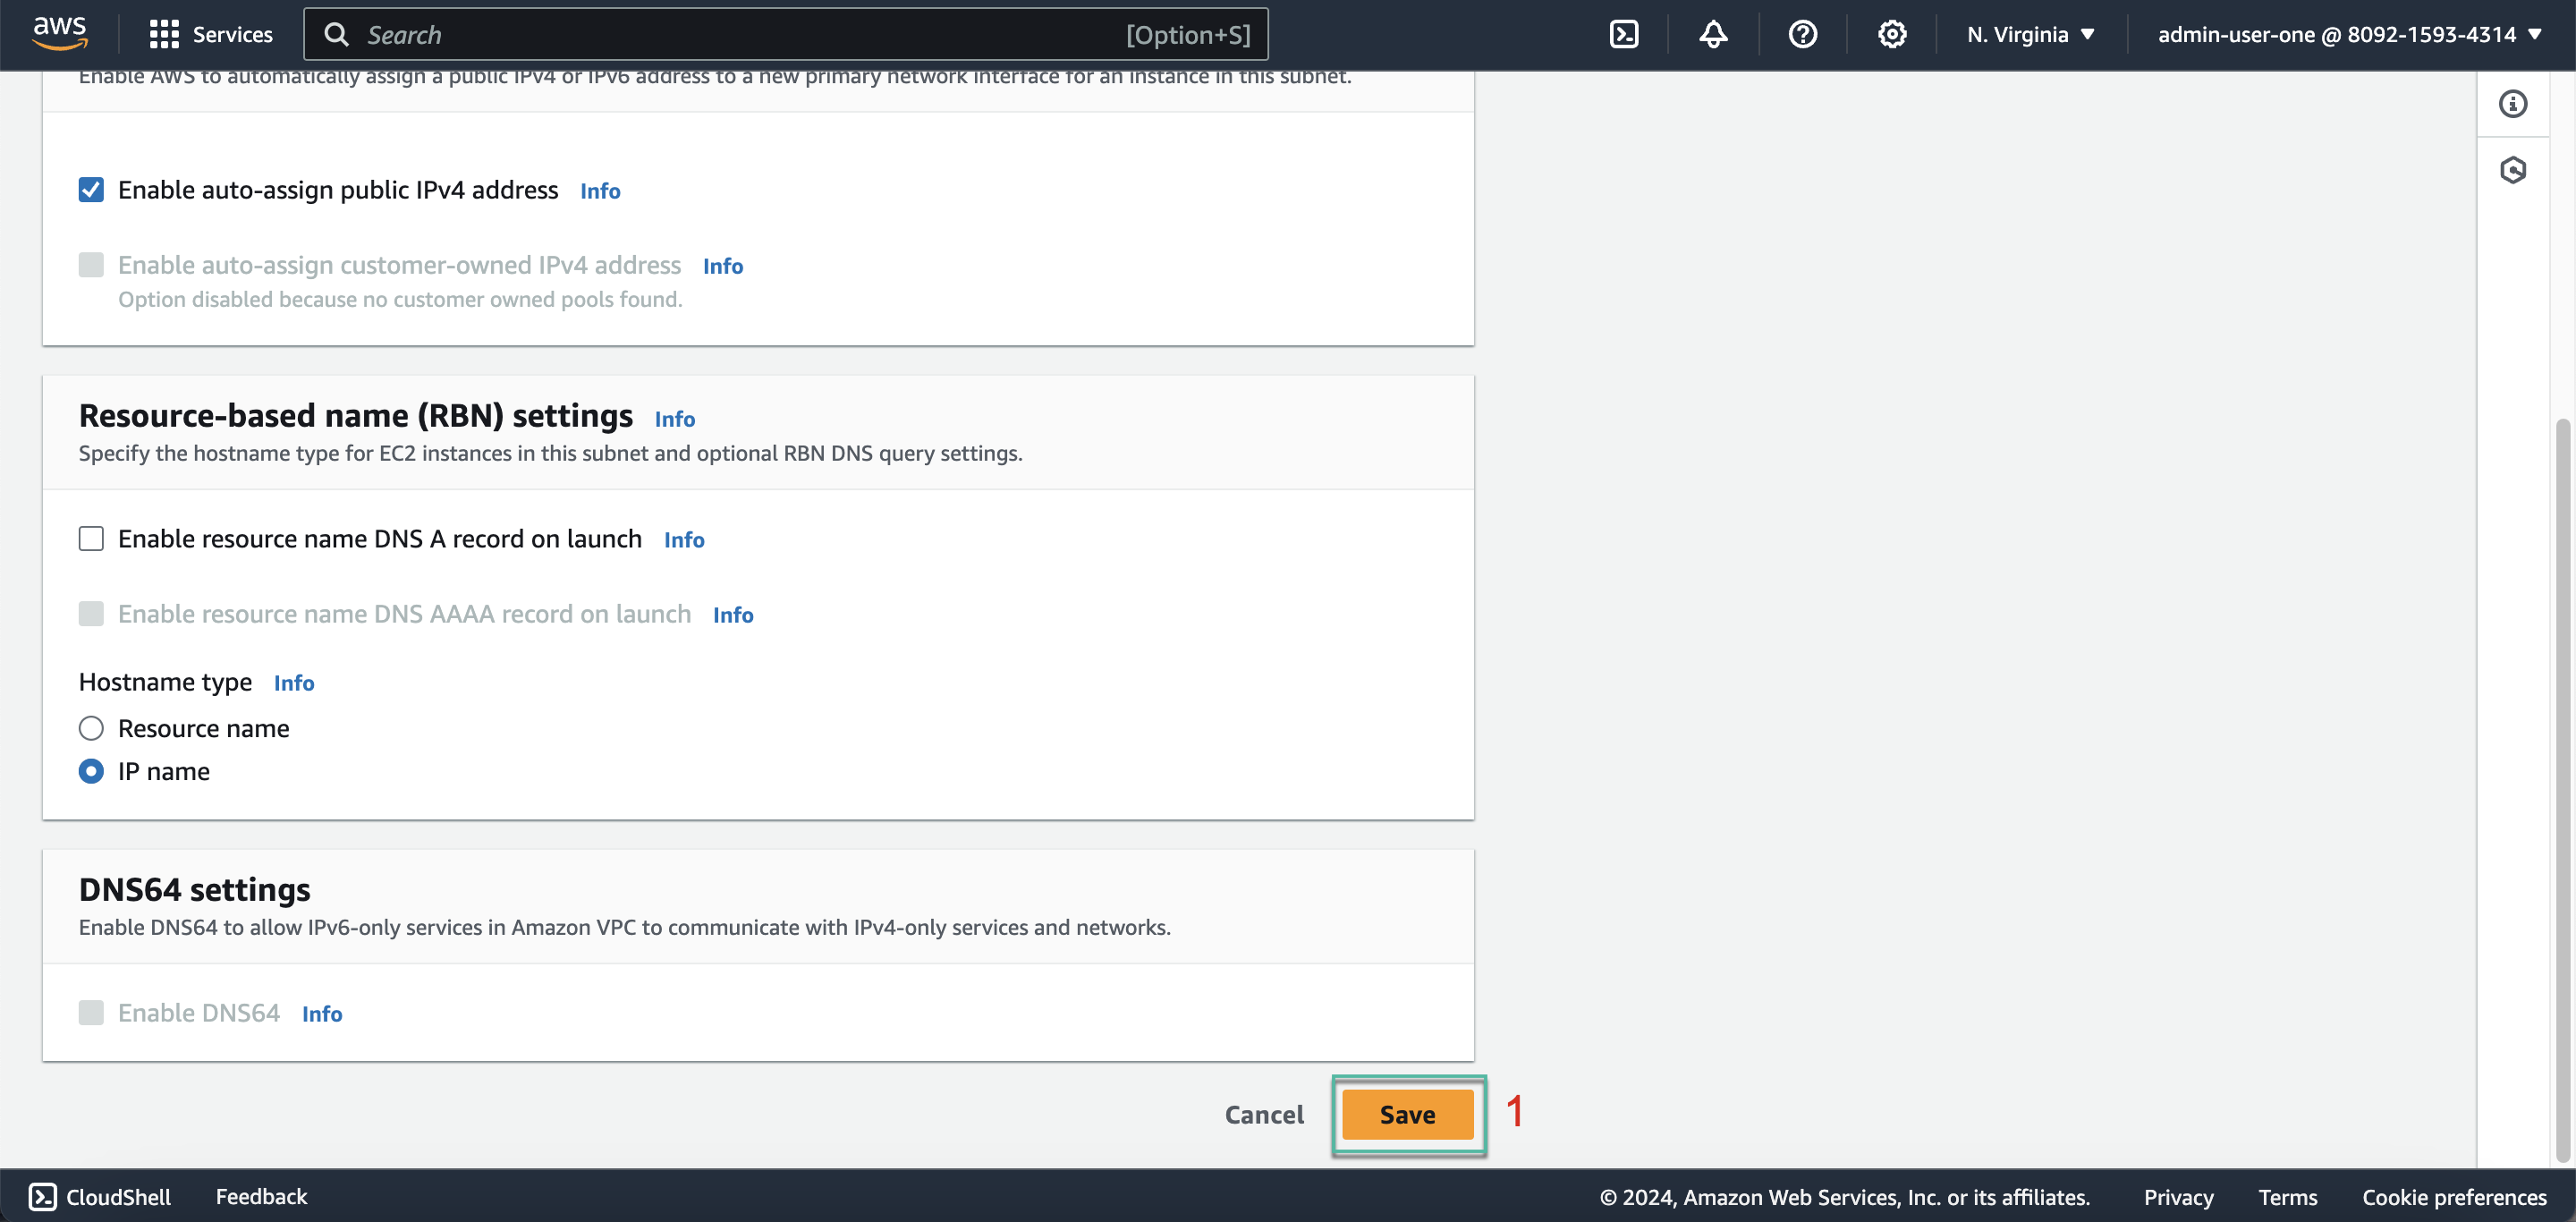 aws
Services
Search [Option+S]
N. Virginia ▼
admin-user-one @ 8092-1593-4314 ▼
Enable AWS to automatically assign a public IPv4 or IPv6 address to a new primary network interface for an instance in this subnet.
Enable auto-assign public IPv4 address Info
Enable auto-assign customer-owned IPv4 address Info
Option disabled because no customer owned pools found.
Resource-based name (RBN) settings Info
Specify the hostname type for EC2 instances in this subnet and optional RBN DNS query settings.
Enable resource name DNS A record on launch Info
Enable resource name DNS AAAA record on launch Info
Hostname type Info
Resource name
IP name
DNS64 settings
Enable DNS64 to allow IPv6-only services in Amazon VPC to communicate with IPv4-only services and networks.
Enable DNS64 Info
Cancel Save 1
CloudShell Feedback © 2024, Amazon Web Services, Inc. or its affiliates. Privacy Terms Cookie preferences